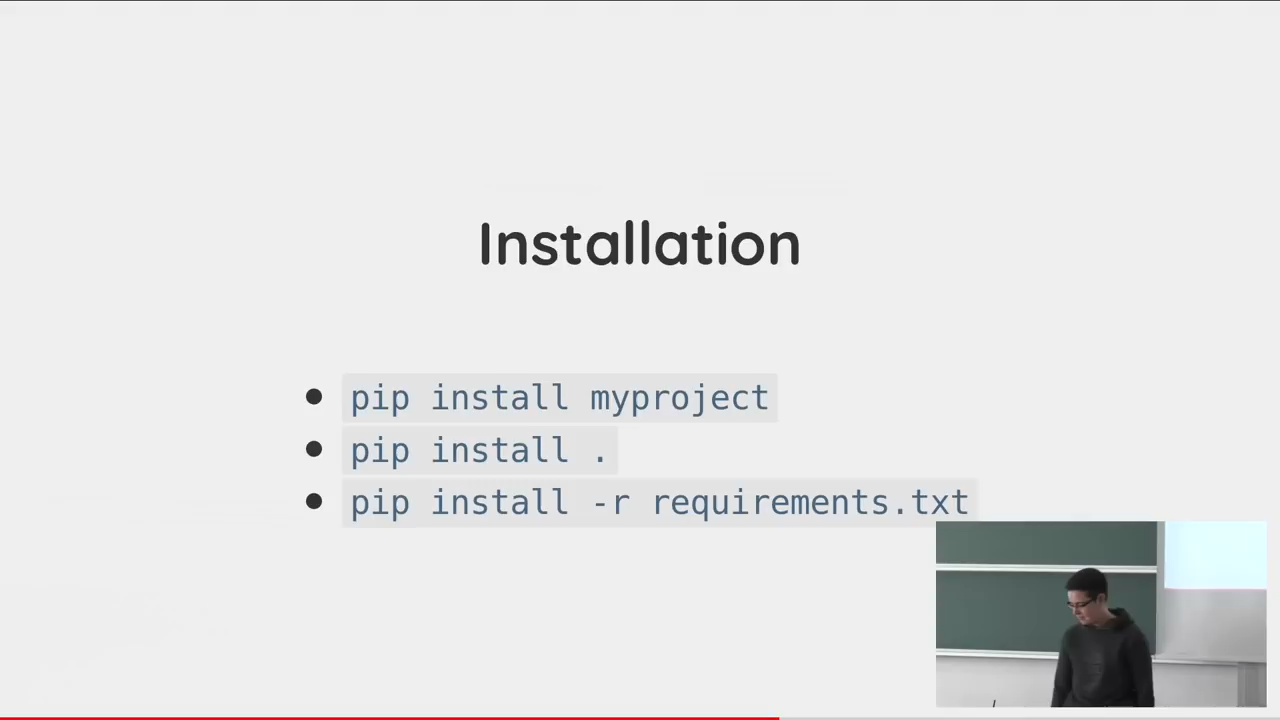 Installation
pip install myproject
pip install .
pip install -r requirements.txt